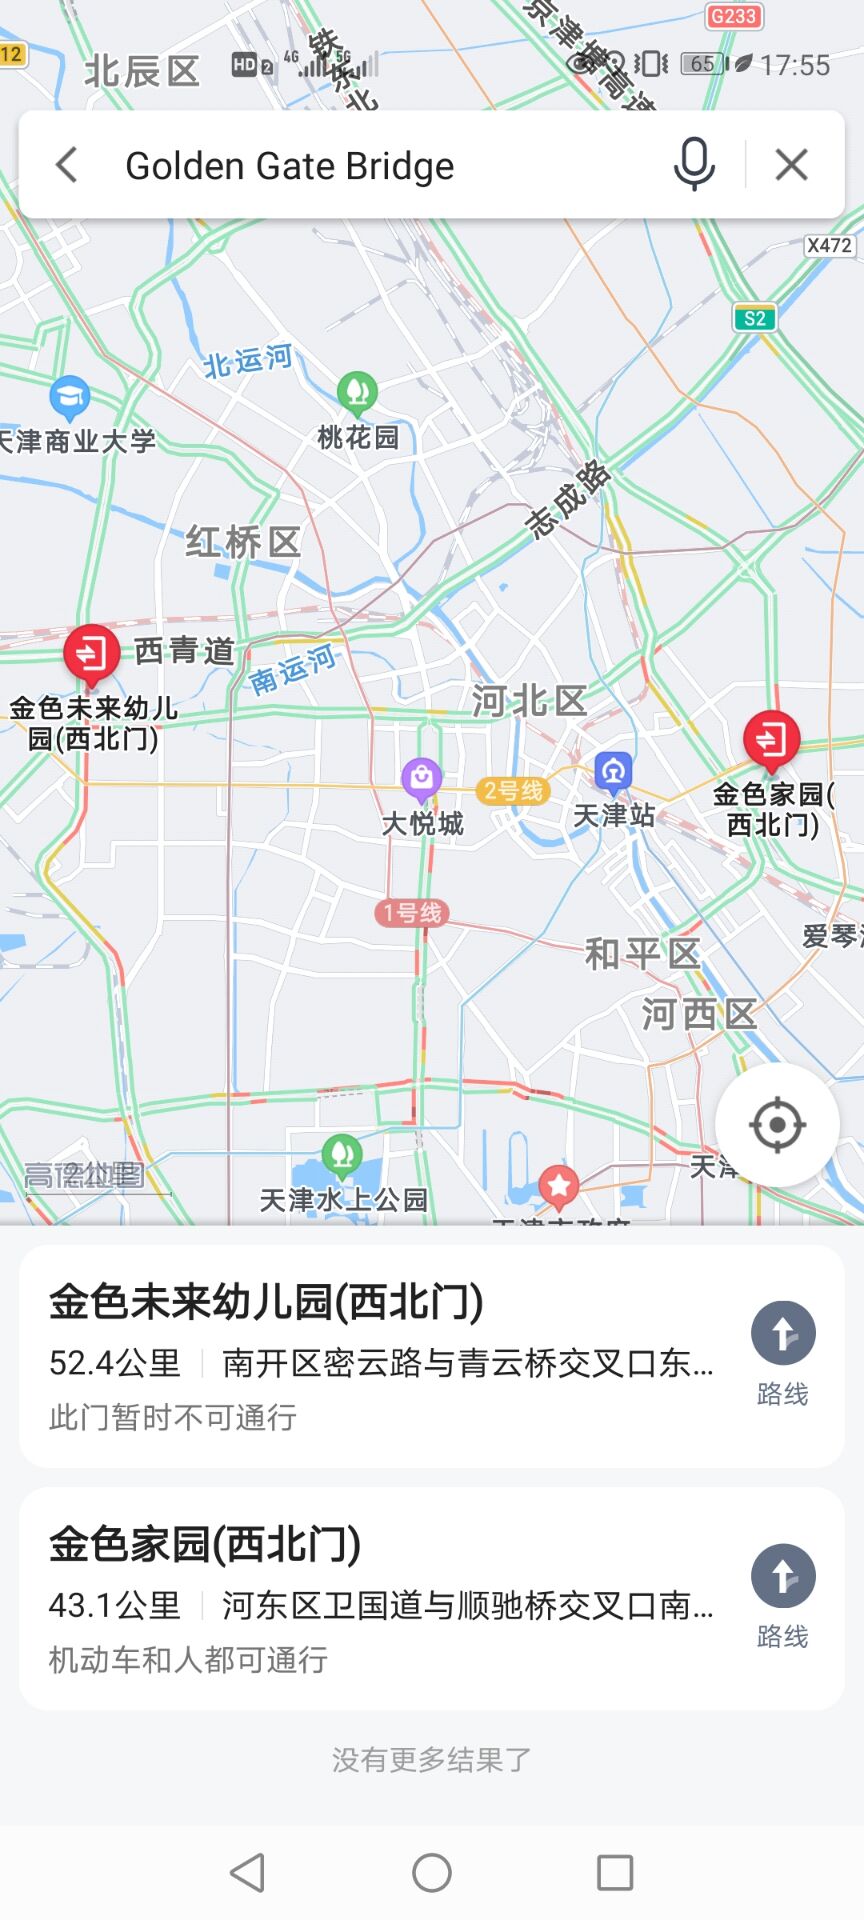 G233
12
北辰区
铁东北
京津塘高速
HD 2 4G 5G
65
17:55
Golden Gate Bridge
X472
S2
北运河
天津商业大学
桃花园
志成路
红桥区
西青道
南运河
金色未来幼儿
园(西北门)
河北区
2号线
大悦城
天津站
金色家园(
西北门)
1号线
和平区
爱琴
河西区
高德地图
天津水上公园
天津市政府
金色未来幼儿园(西北门)
52.4公里
南开区密云路与青云桥交叉口东...
此门暂时不可通行
路线
金色家园(西北门)
43.1公里
河东区卫国道与顺驰桥交叉口南...
机动车和人都可通行
路线
没有更多结果了